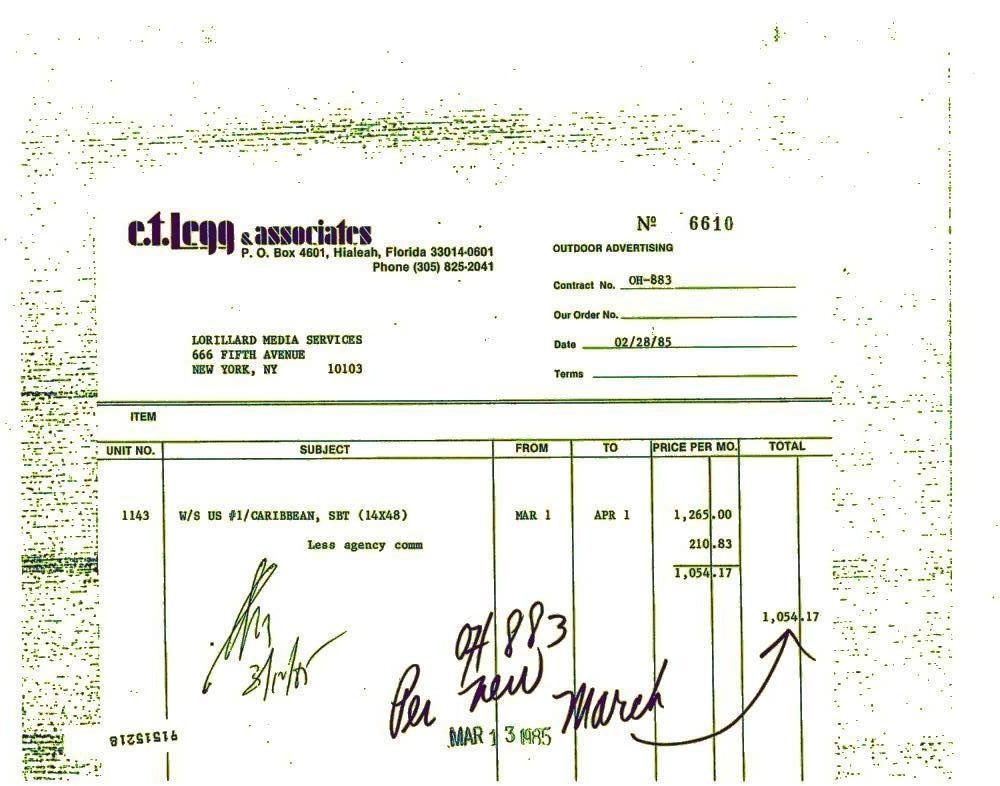 e.t.Legg & associates
P. O. Box 4601, Hialeah, Florida 33014-0601
Phone (305) 825-2041
Nº 6610
OUTDOOR ADVERTISING
Contract No. OH-883
Our Order No.
Date 02/28/85
Terms
LORILLARD MEDIA SERVICES
666 FIFTH AVENUE
NEW YORK, NY 10103
ITEM
UNIT NO. SUBJECT FROM TO PRICE PER MO. TOTAL
1143 W/S US #1/CARIBBEAN, SBT (14X48) MAR 1 APR 1 1,265.00
Less agency comm 210.83
1,054.17
1,054.17
OH 883
Per new March
MAR 13 1985
91515218